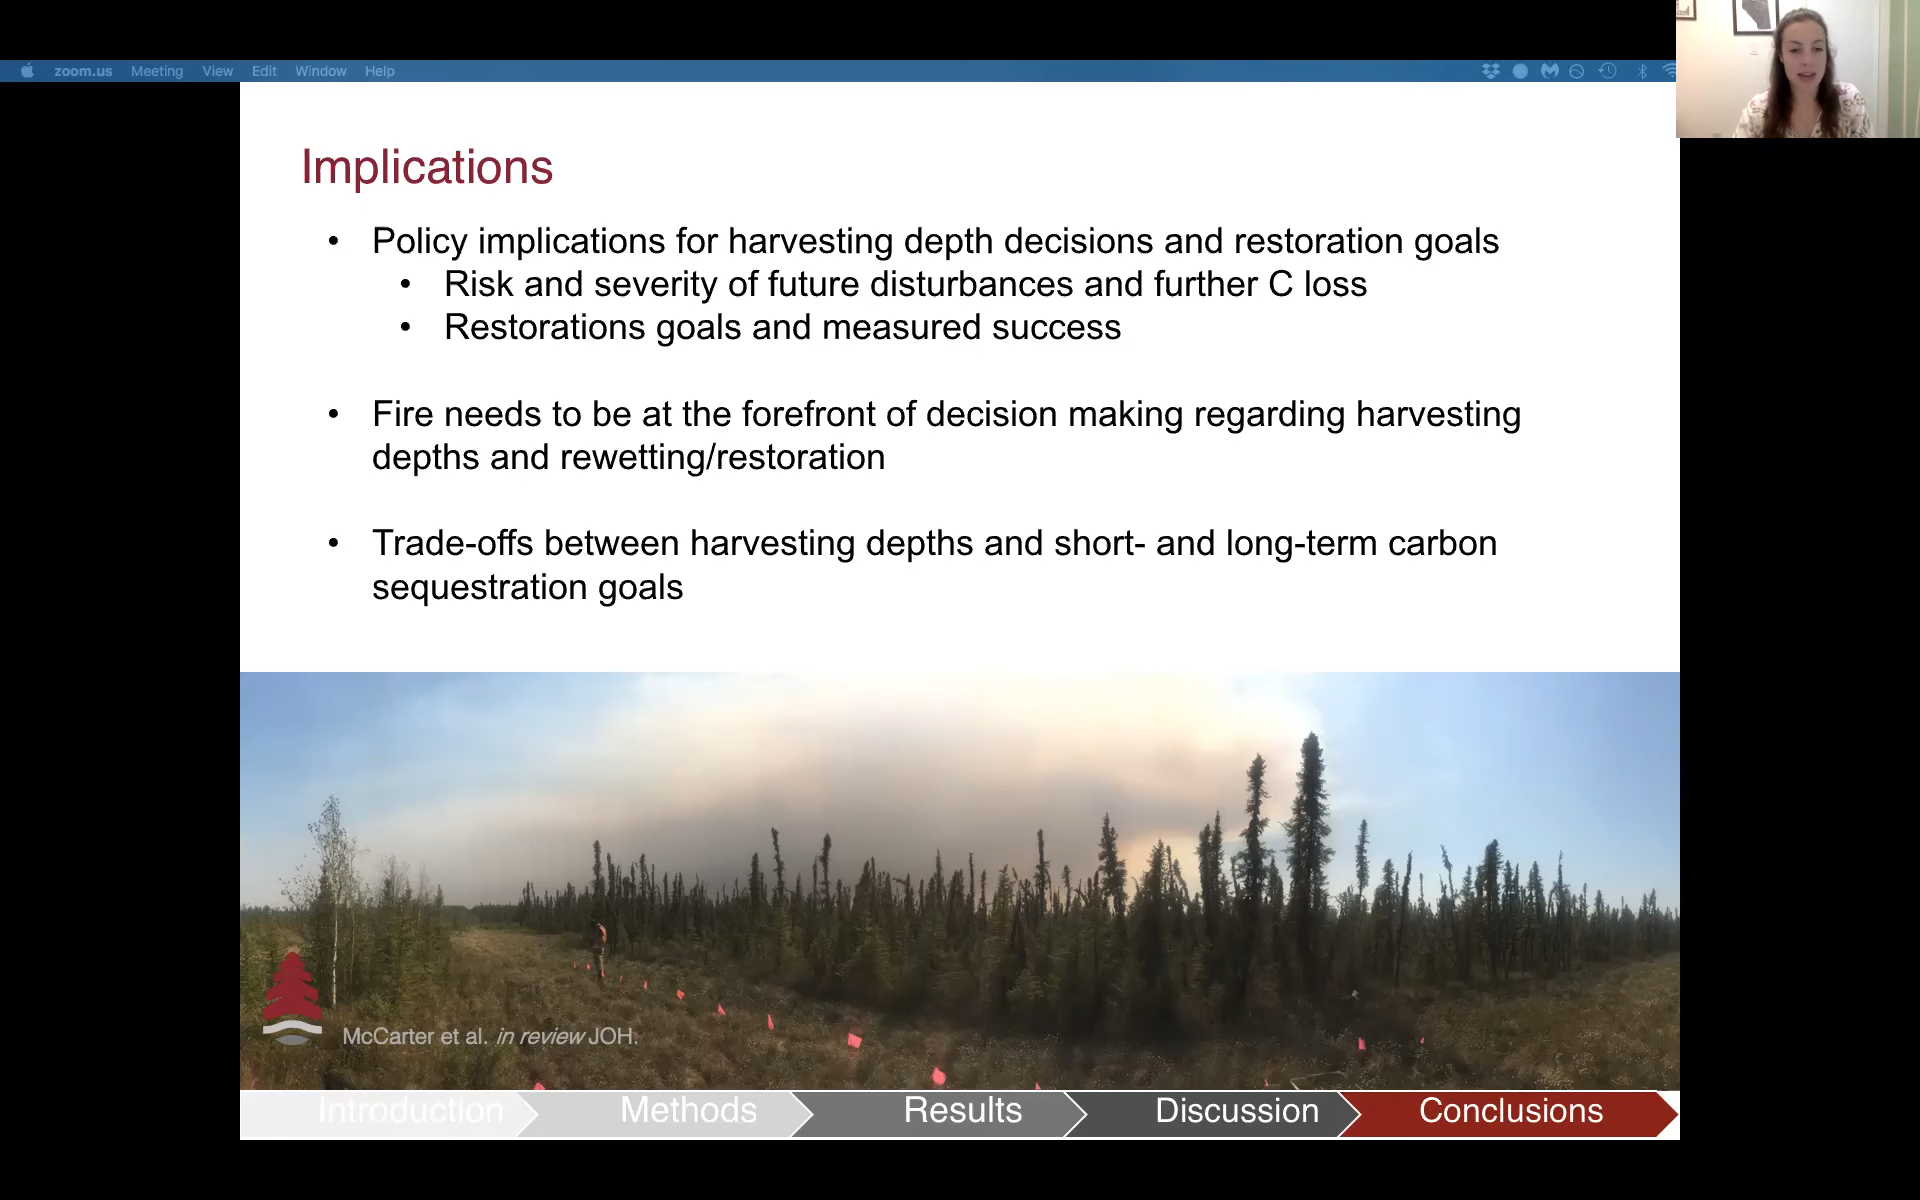 zoom.us Meeting View Edit Window Help
Implications
• Policy implications for harvesting depth decisions and restoration goals
• Risk and severity of future disturbances and further C loss
• Restorations goals and measured success
• Fire needs to be at the forefront of decision making regarding harvesting
depths and rewetting/restoration
• Trade-offs between harvesting depths and short- and long-term carbon
sequestration goals
McCarter et al. in review JOH.
Introduction Methods Results Discussion Conclusions